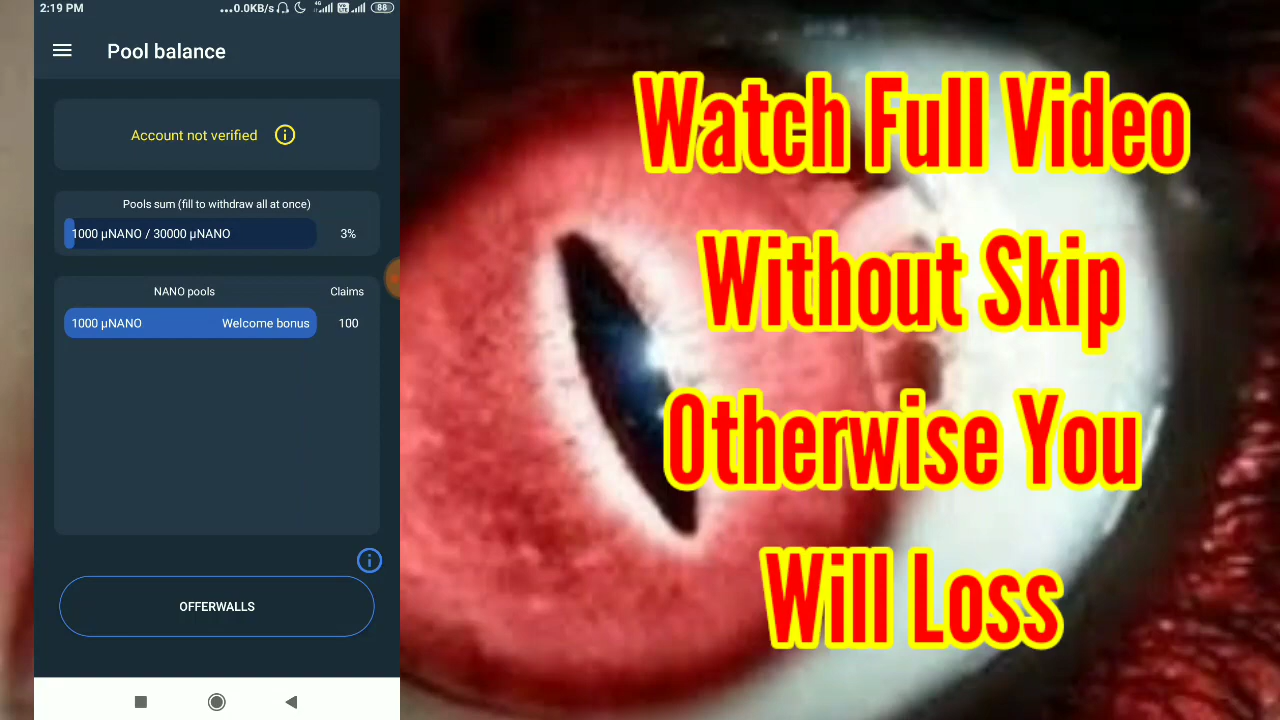 2:19 PM ...0.0KB/s 4G 88
Pool balance
Account not verified
Pools sum (fill to withdraw all at once)
1000 µNANO / 30000 µNANO 3%
NANO pools Claims
1000 µNANO Welcome bonus 100
OFFERWALLS
Watch Full Video
Without Skip
Otherwise You
Will Loss